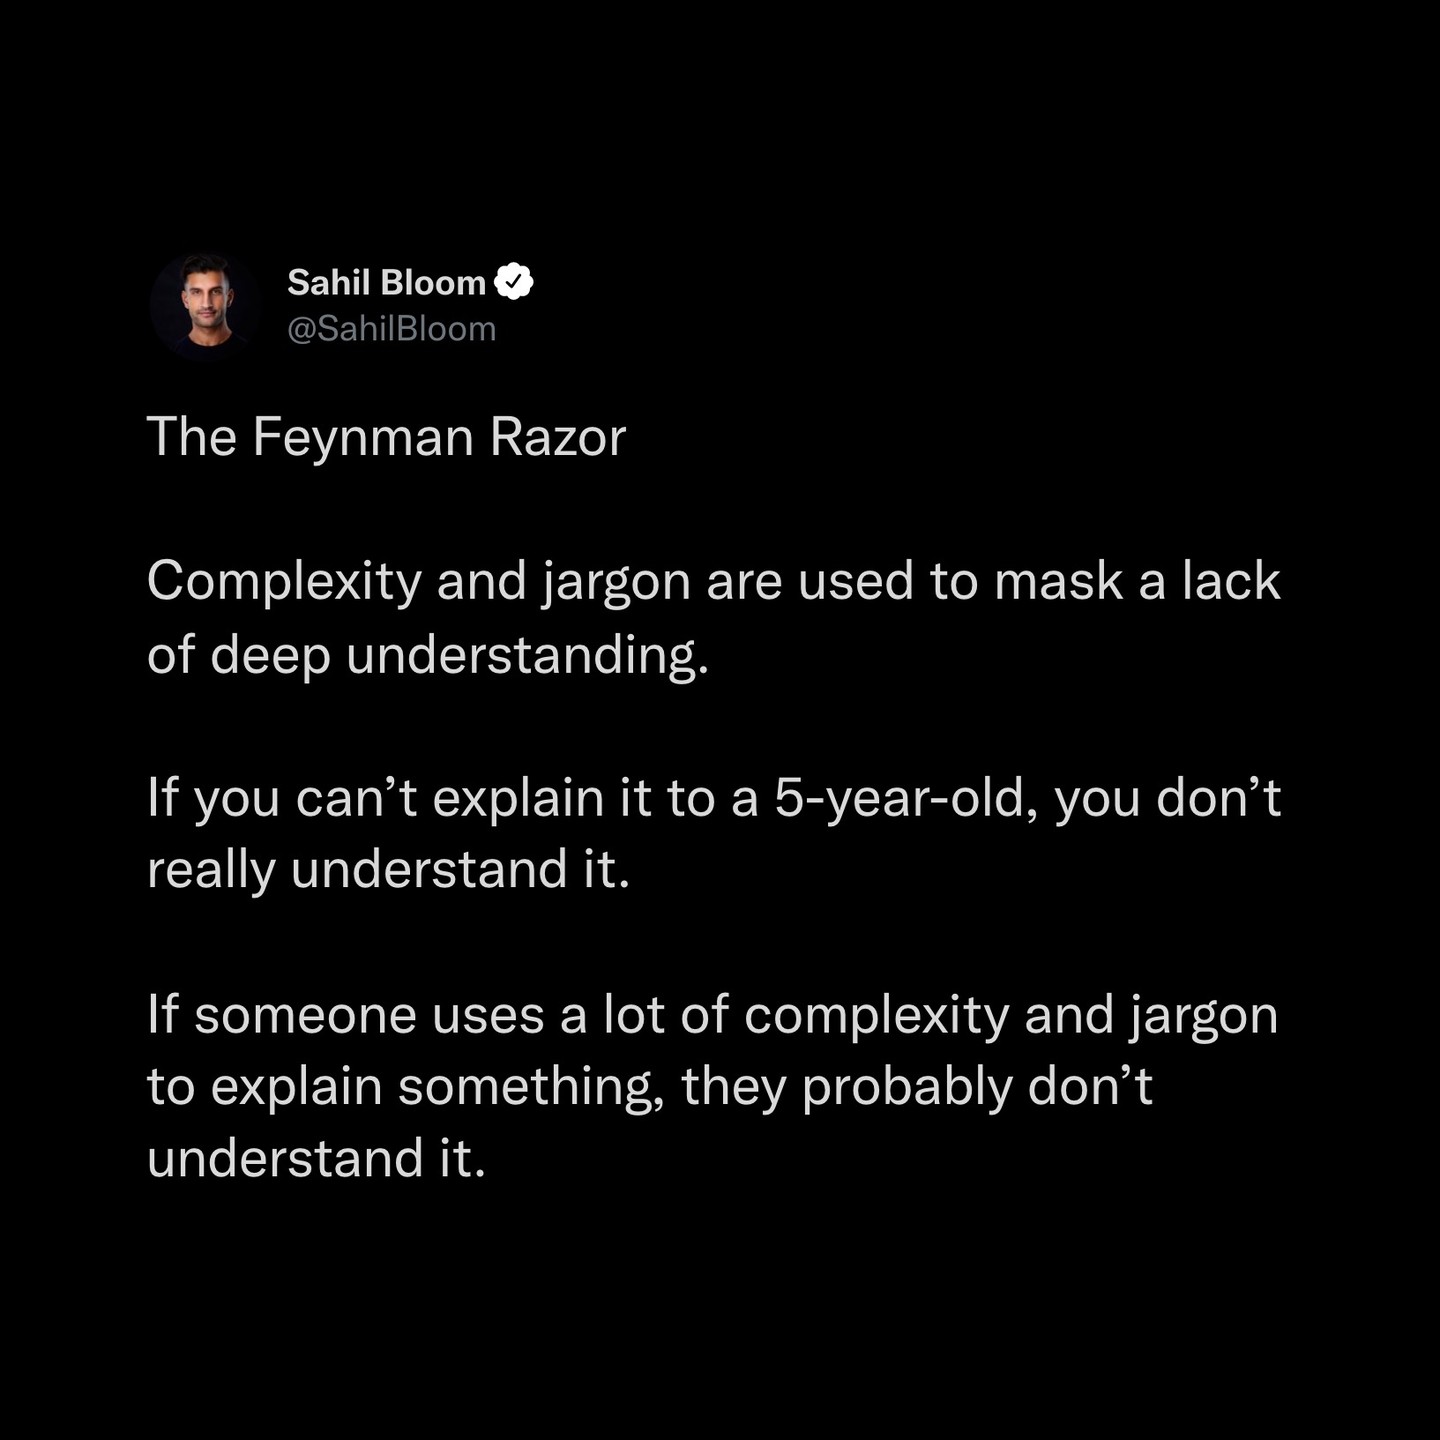 Sahil Bloom
@SahilBloom
The Feynman Razor
Complexity and jargon are used to mask a lack
of deep understanding.
If you can’t explain it to a 5-year-old, you don’t
really understand it.
If someone uses a lot of complexity and jargon
to explain something, they probably don’t
understand it.